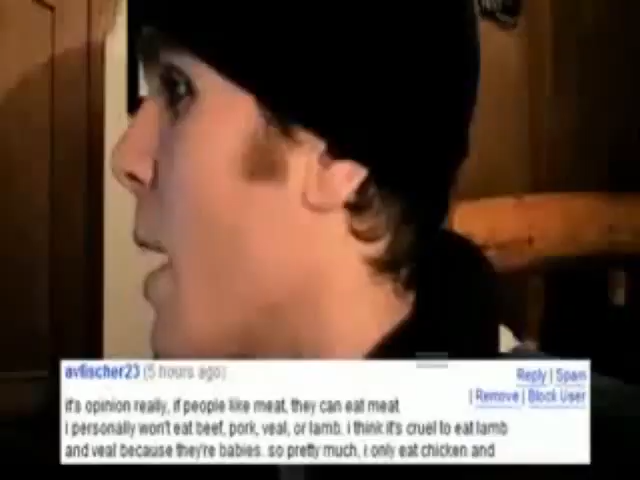 avfischer23 (5 hours ago)
Reply | Spam
| Remove | Block User
it's opinion really, if people like meat, they can eat meat
i personally won't eat beef, pork, veal, or lamb. i think it's cruel to eat lamb
and veal because they're babies. so pretty much, i only eat chicken and